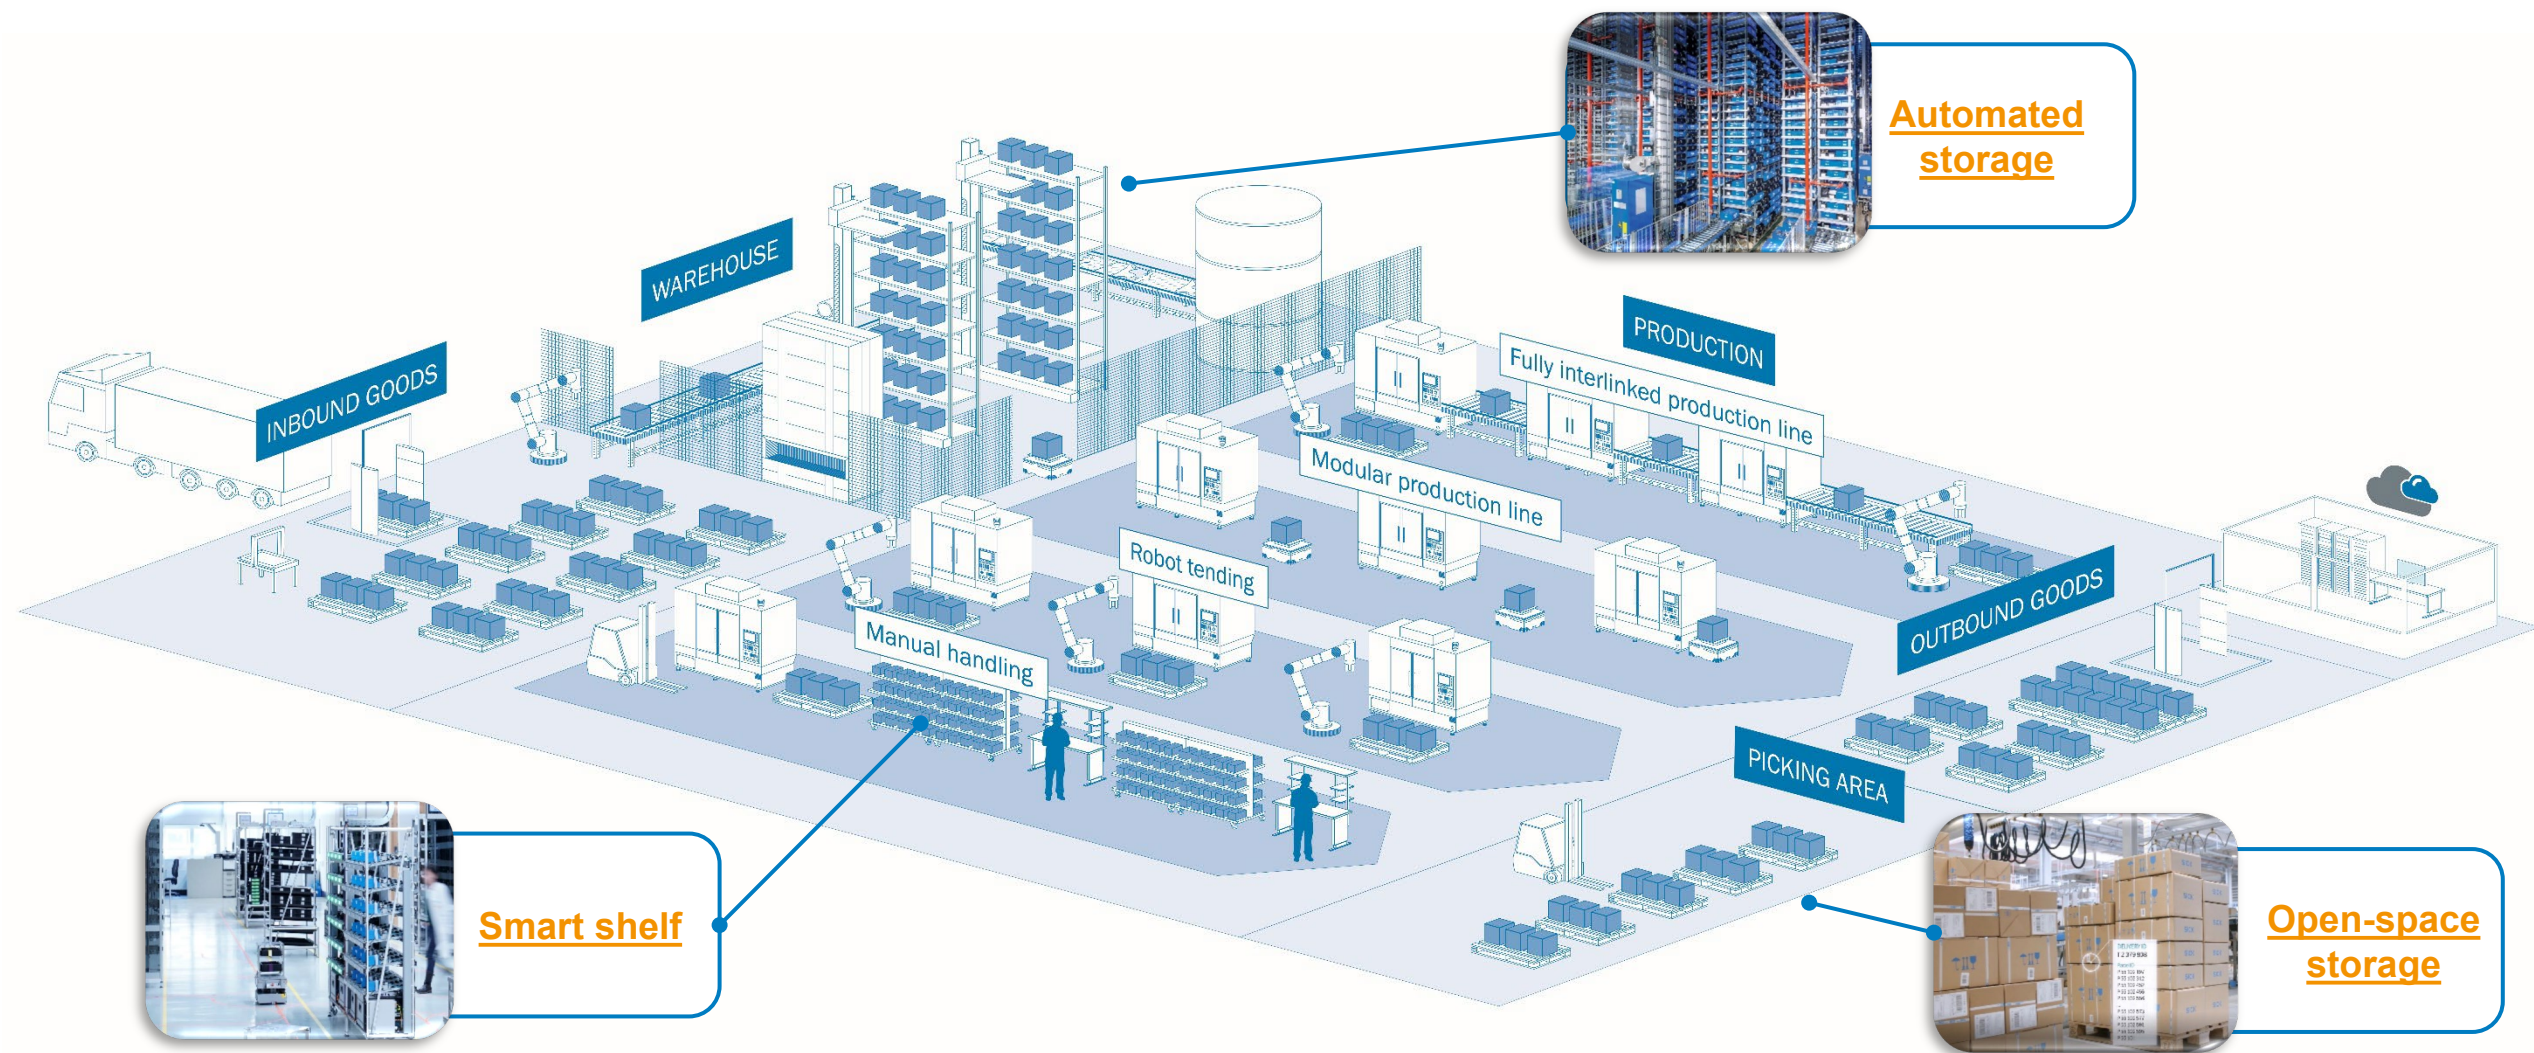 Automated
storage
WAREHOUSE
INBOUND GOODS
PRODUCTION
Fully interlinked production line
Modular production line
Robot tending
Manual handling
OUTBOUND GOODS
PICKING AREA
Smart shelf
Open-space
storage